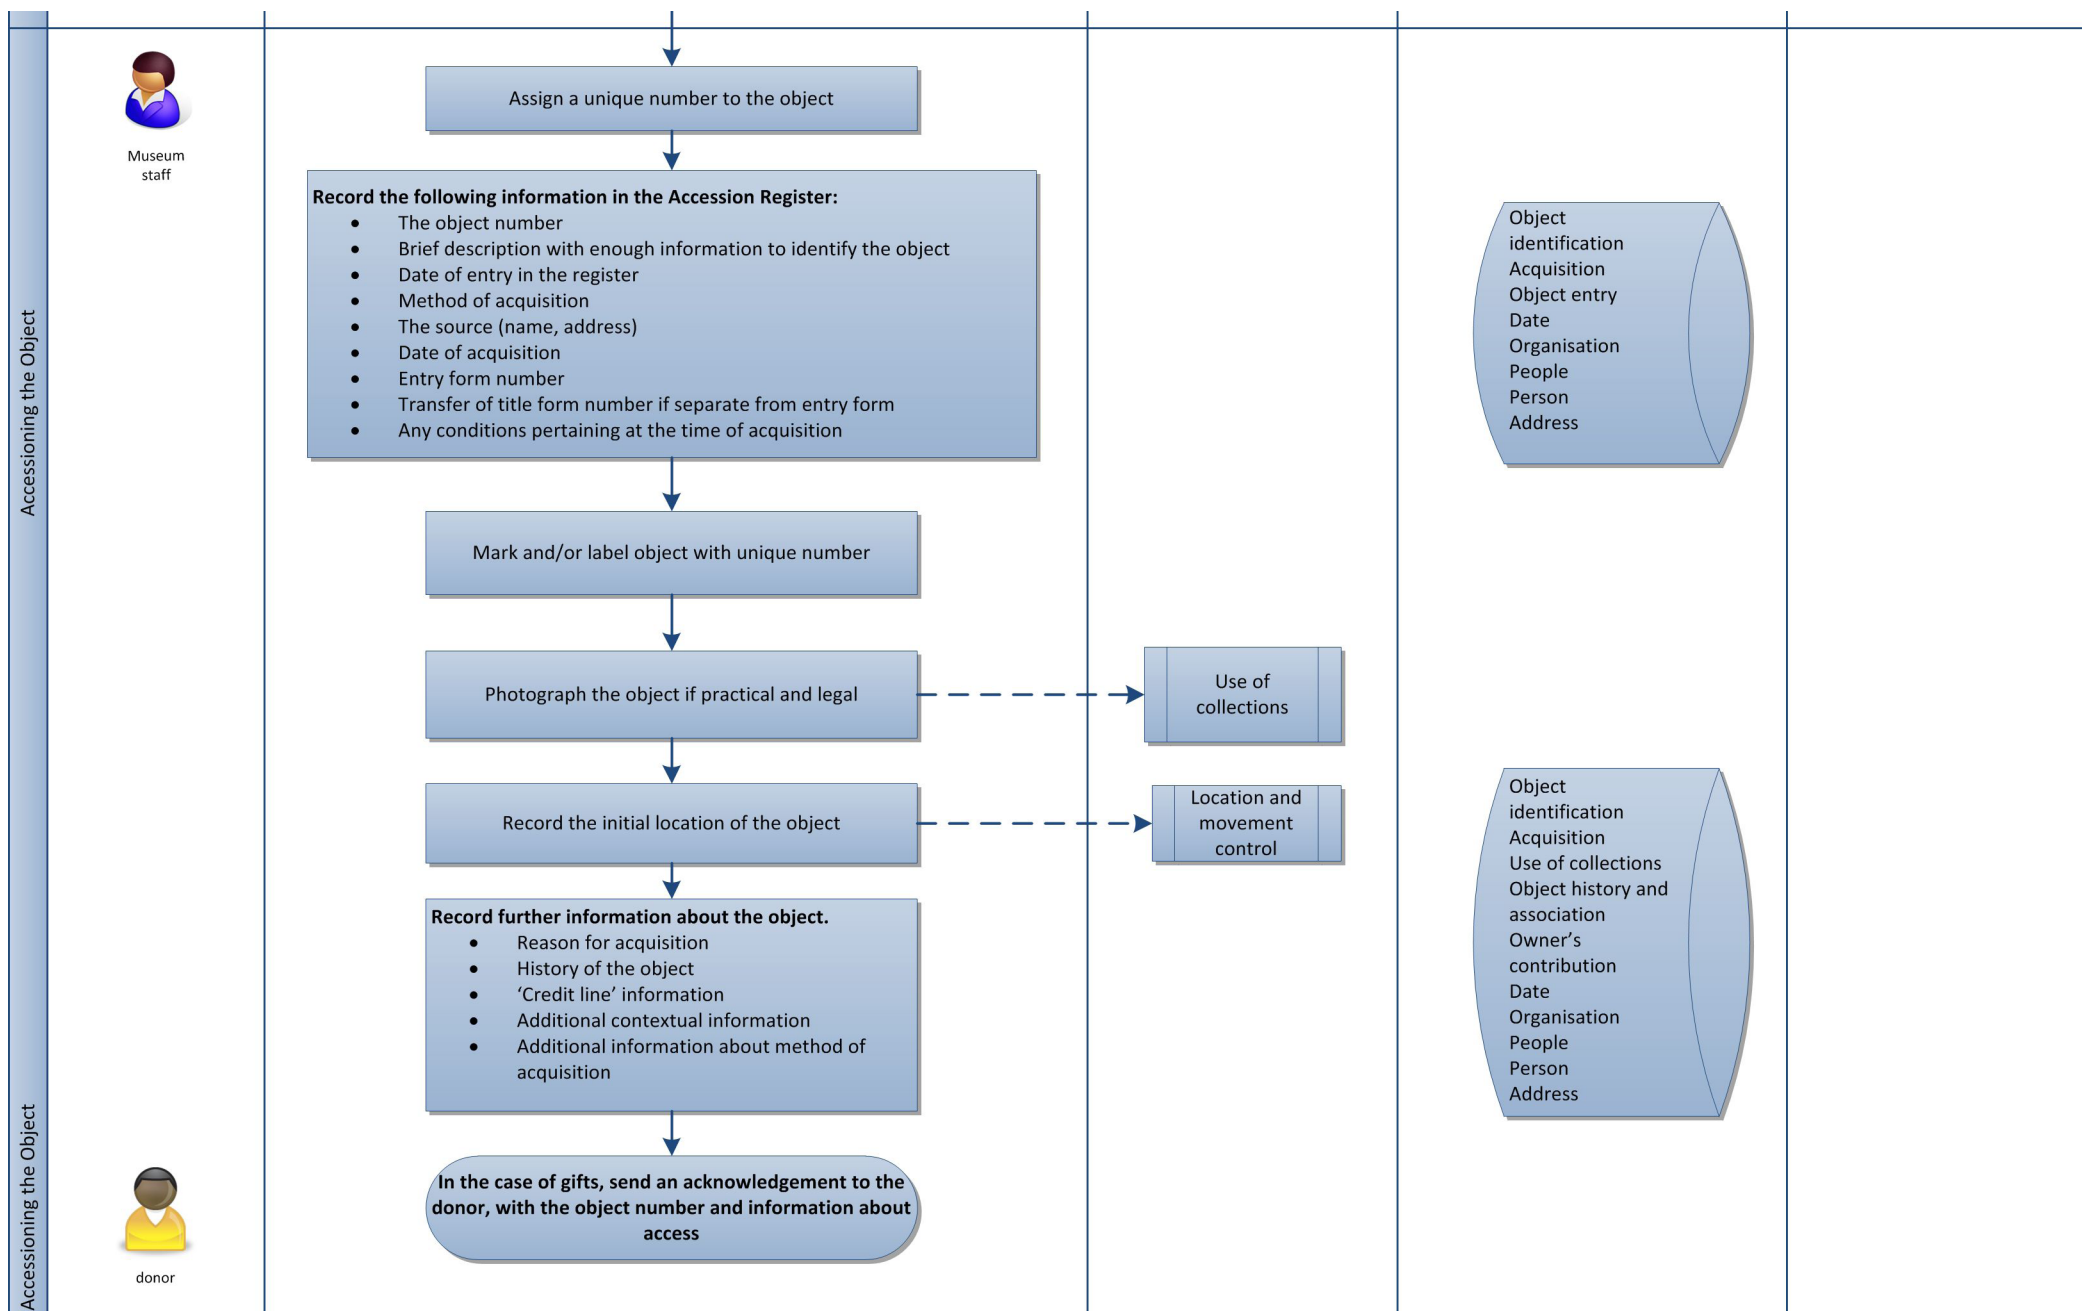 Accessioning the Object
Museum
staff
Assign a unique number to the object
Record the following information in the Accession Register:
• The object number
• Brief description with enough information to identify the object
• Date of entry in the register
• Method of acquisition
• The source (name, address)
• Date of acquisition
• Entry form number
• Transfer of title form number if separate from entry form
• Any conditions pertaining at the time of acquisition
Object
identification
Acquisition
Object entry
Date
Organisation
People
Person
Address
Mark and/or label object with unique number
Photograph the object if practical and legal
Use of
collections
Record the initial location of the object
Location and
movement
control
Record further information about the object.
• Reason for acquisition
• History of the object
• ‘Credit line’ information
• Additional contextual information
• Additional information about method of
acquisition
Object
identification
Acquisition
Use of collections
Object history and
association
Owner’s
contribution
Date
Organisation
People
Person
Address
Accessioning the Object
donor
In the case of gifts, send an acknowledgement to the
donor, with the object number and information about
access